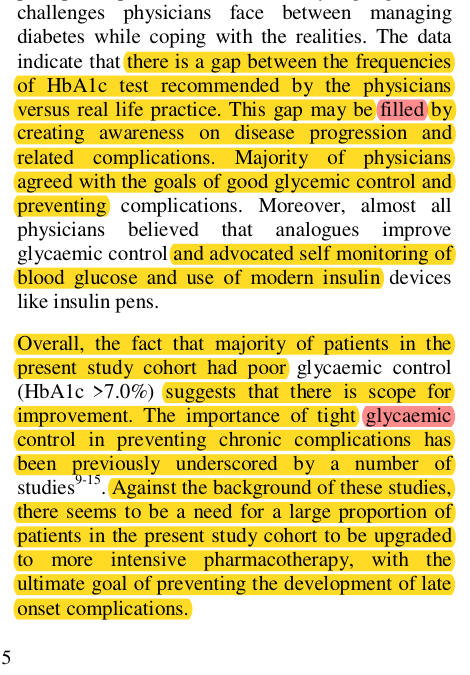 challenges physicians face between managing
diabetes while coping with the realities. The data
indicate that there is a gap between the frequencies
of HbA1c test recommended by the physicians
versus real life practice. This gap may be filled by
creating awareness on disease progression and
related complications. Majority of physicians
agreed with the goals of good glycemic control and
preventing complications. Moreover, almost all
physicians believed that analogues improve
glycaemic control and advocated self monitoring of
blood glucose and use of modern insulin devices
like insulin pens.
Overall, the fact that majority of patients in the
present study cohort had poor glycaemic control
(HbA1c >7.0%) suggests that there is scope for
improvement. The importance of tight glycaemic
control in preventing chronic complications has
been previously underscored by a number of
studies9-15. Against the background of these studies,
there seems to be a need for a large proportion of
patients in the present study cohort to be upgraded
to more intensive pharmacotherapy, with the
ultimate goal of preventing the development of late
onset complications.
5